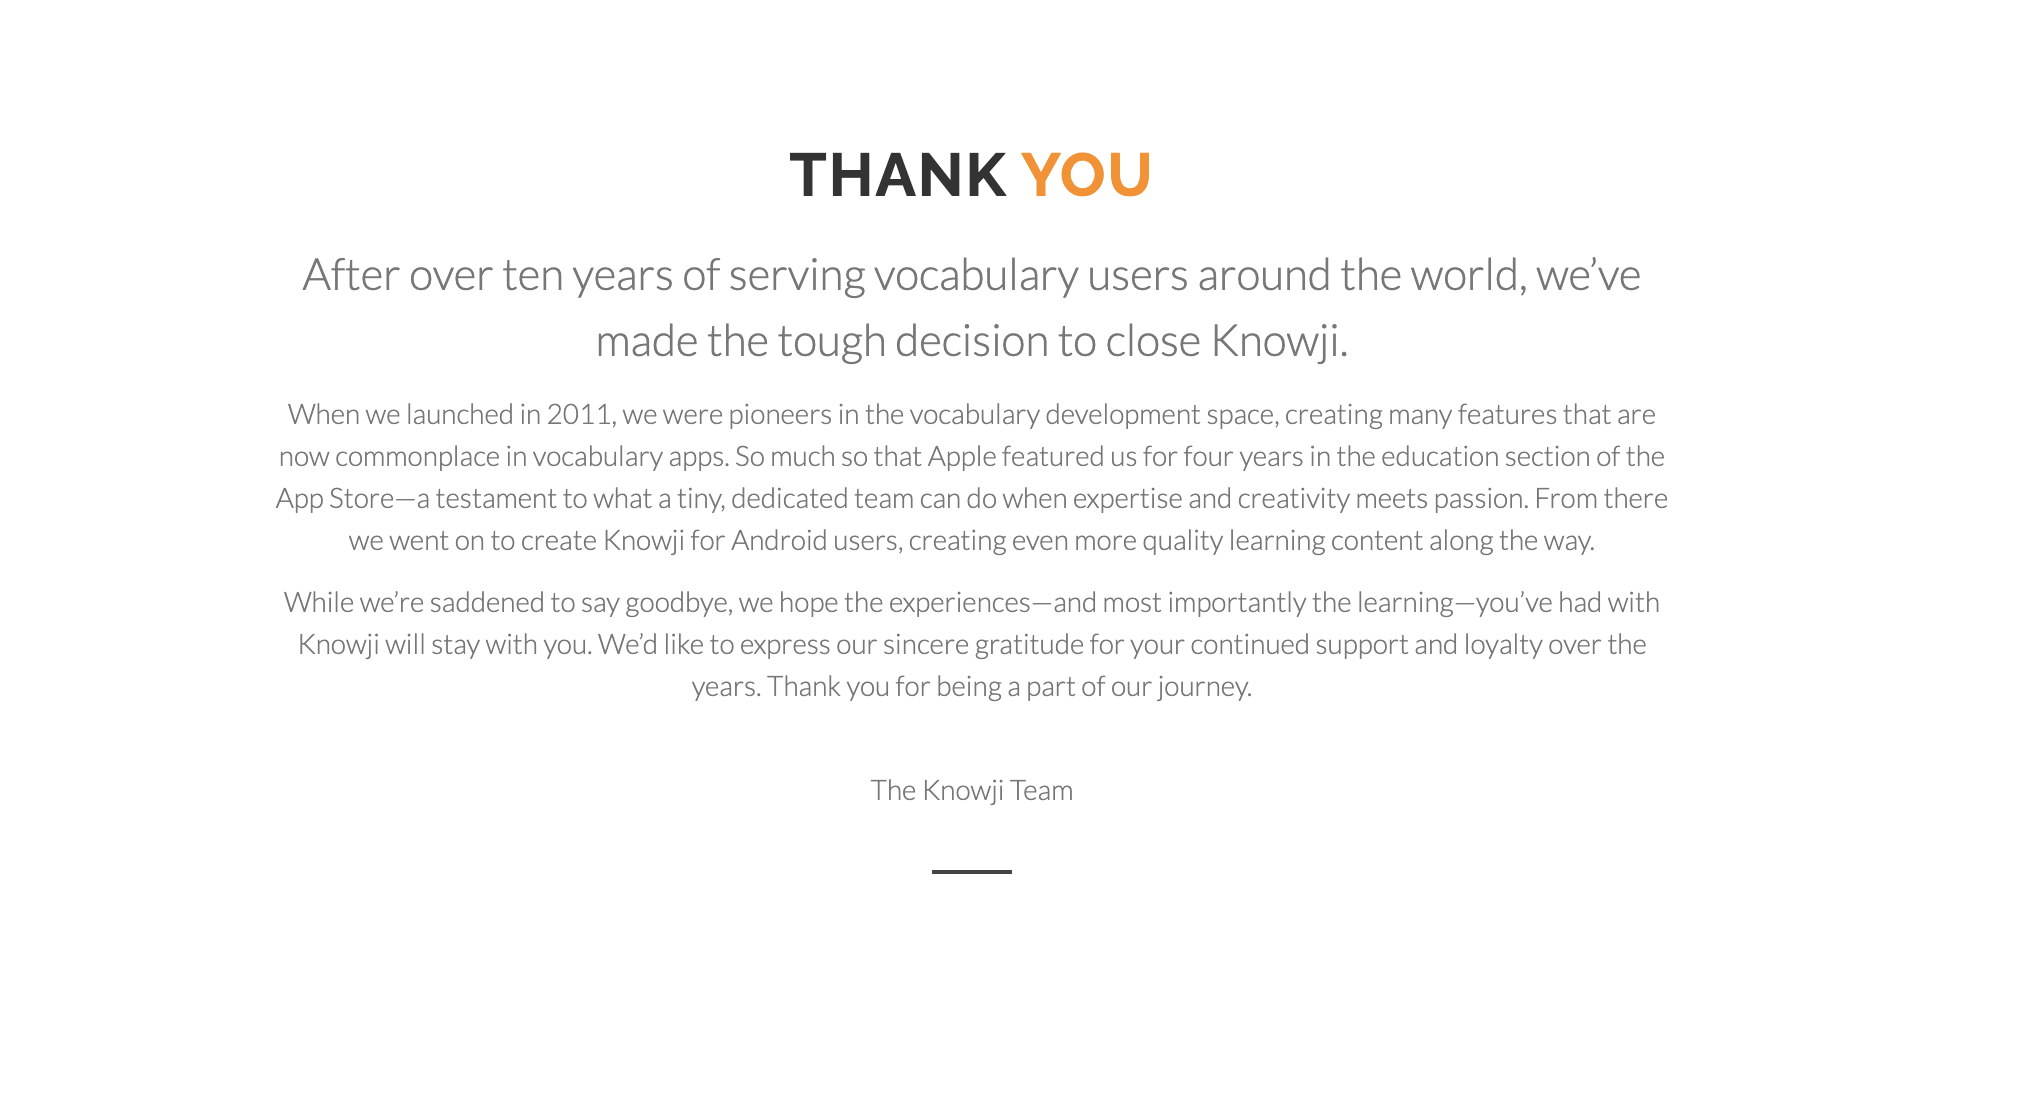 THANK YOU
After over ten years of serving vocabulary users around the world, we’ve
made the tough decision to close Knowji.
When we launched in 2011, we were pioneers in the vocabulary development space, creating many features that are
now commonplace in vocabulary apps. So much so that Apple featured us for four years in the education section of the
App Store—a testament to what a tiny, dedicated team can do when expertise and creativity meets passion. From there
we went on to create Knowji for Android users, creating even more quality learning content along the way.
While we’re saddened to say goodbye, we hope the experiences—and most importantly the learning—you’ve had with
Knowji will stay with you. We’d like to express our sincere gratitude for your continued support and loyalty over the
years. Thank you for being a part of our journey.
The Knowji Team